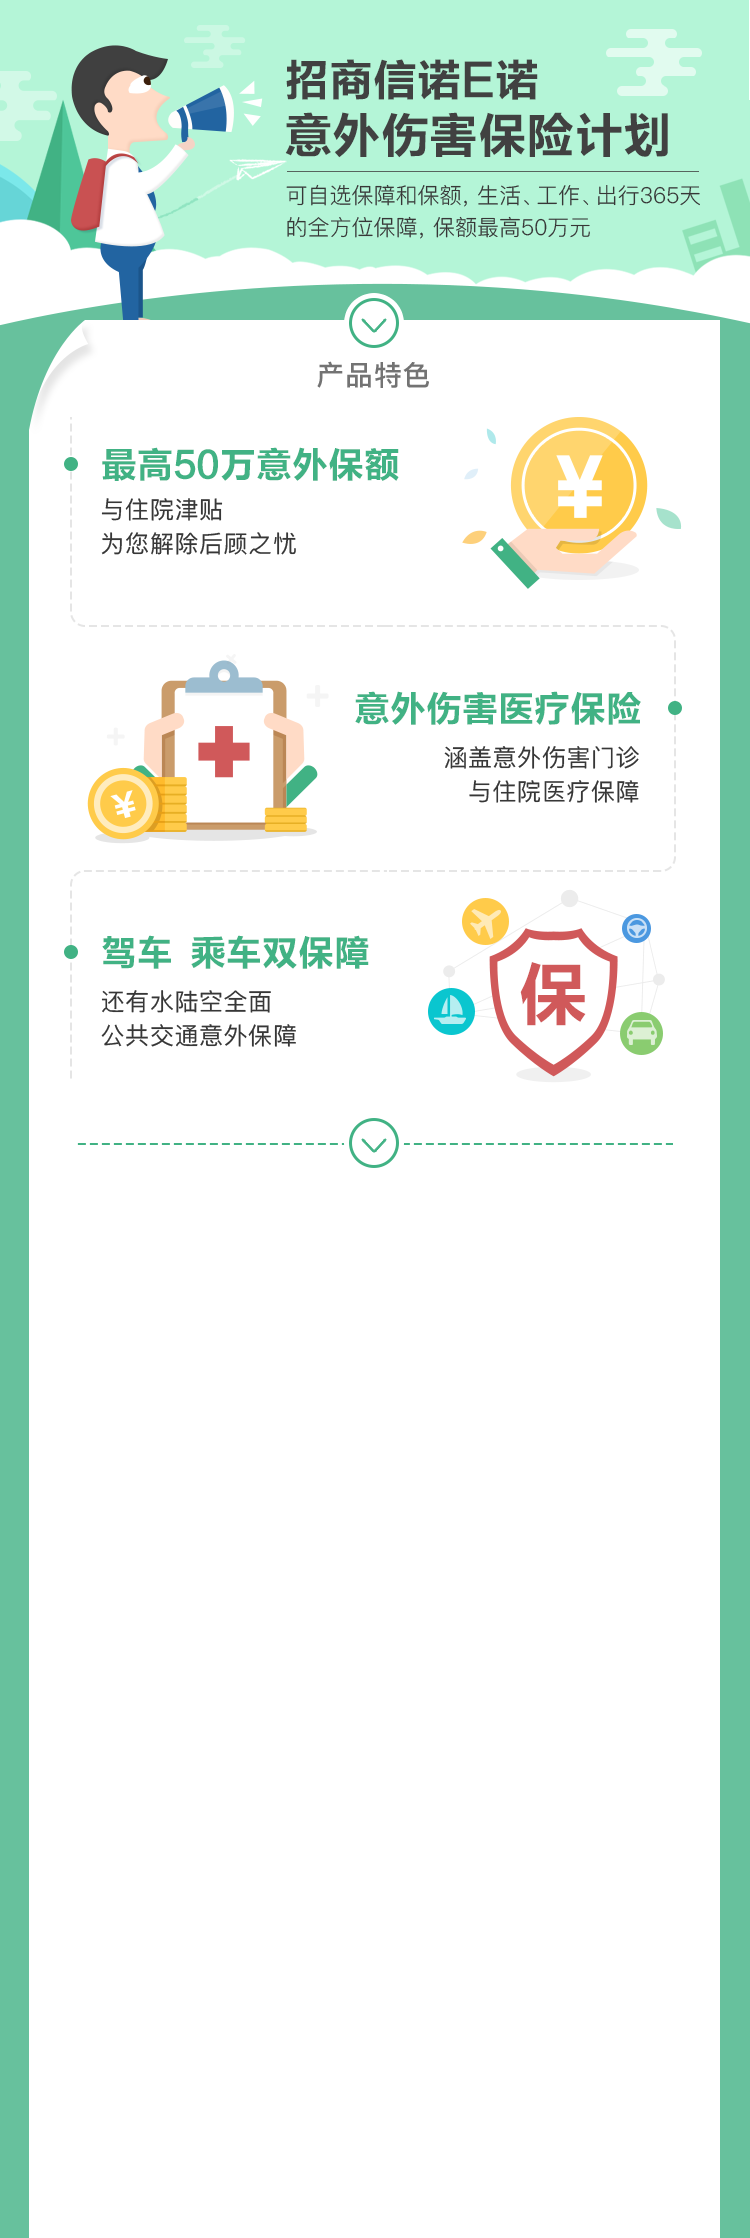 招商信诺E诺
意外伤害保险计划
可自选保障和保额，生活、工作、出行365天
的全方位保障，保额最高50万元
产品特色
最高50万意外保额
与住院津贴
为您解除后顾之忧
¥
意外伤害医疗保险
涵盖意外伤害门诊
与住院医疗保障
¥
驾车 乘车双保障
还有水陆空全面
公共交通意外保障
保